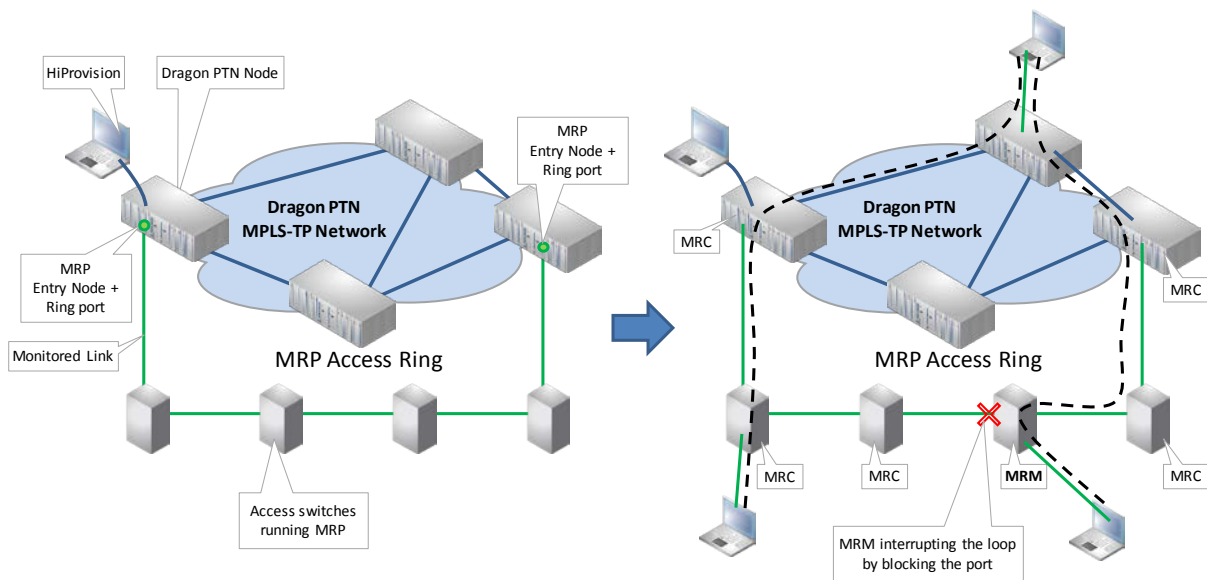 HiProvision
Dragon PTN Node
MRP
Entry Node +
Ring port
Dragon PTN
MPLS-TP Network
MRP
Entry Node +
Ring port
Monitored Link
MRP Access Ring
Access switches
running MRP
MRC
Dragon PTN
MPLS-TP Network
MRC
MRP Access Ring
MRC
MRC
MRM
MRC
MRM interrupting the loop
by blocking the port